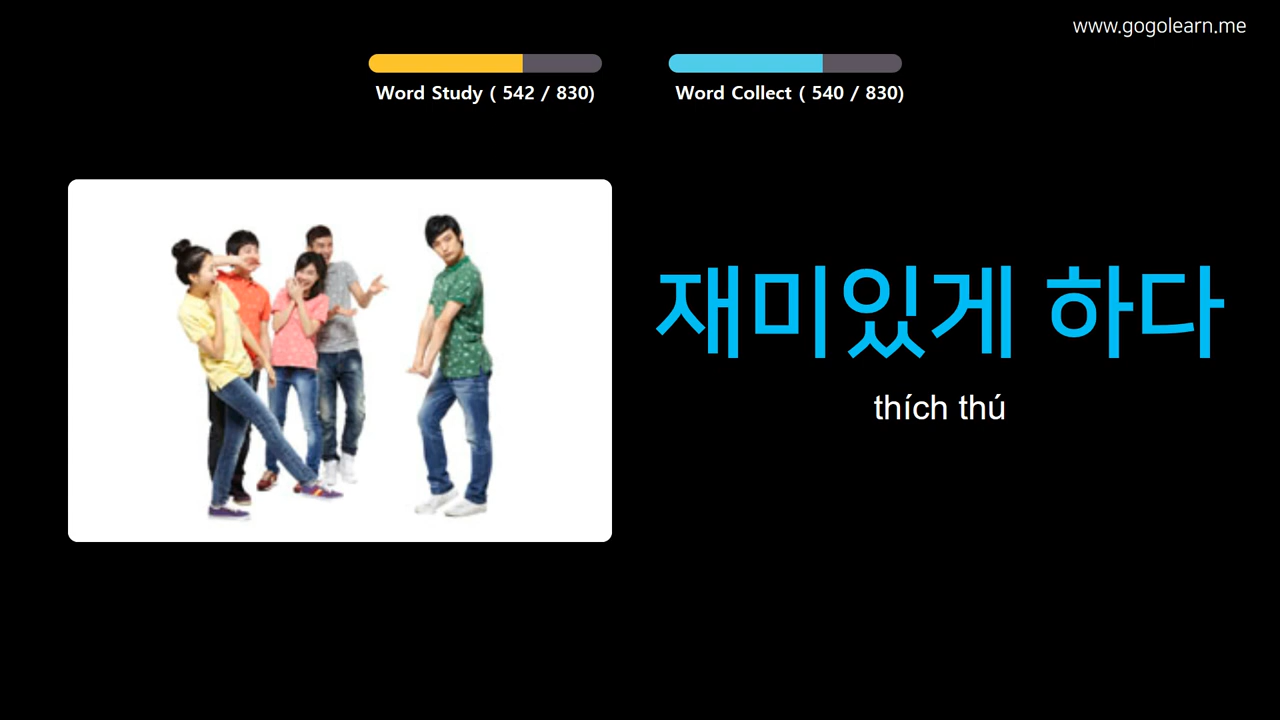 www.gogolearn.me
Word Study ( 542 / 830)
Word Collect ( 540 / 830)
재미있게 하다
thích thú